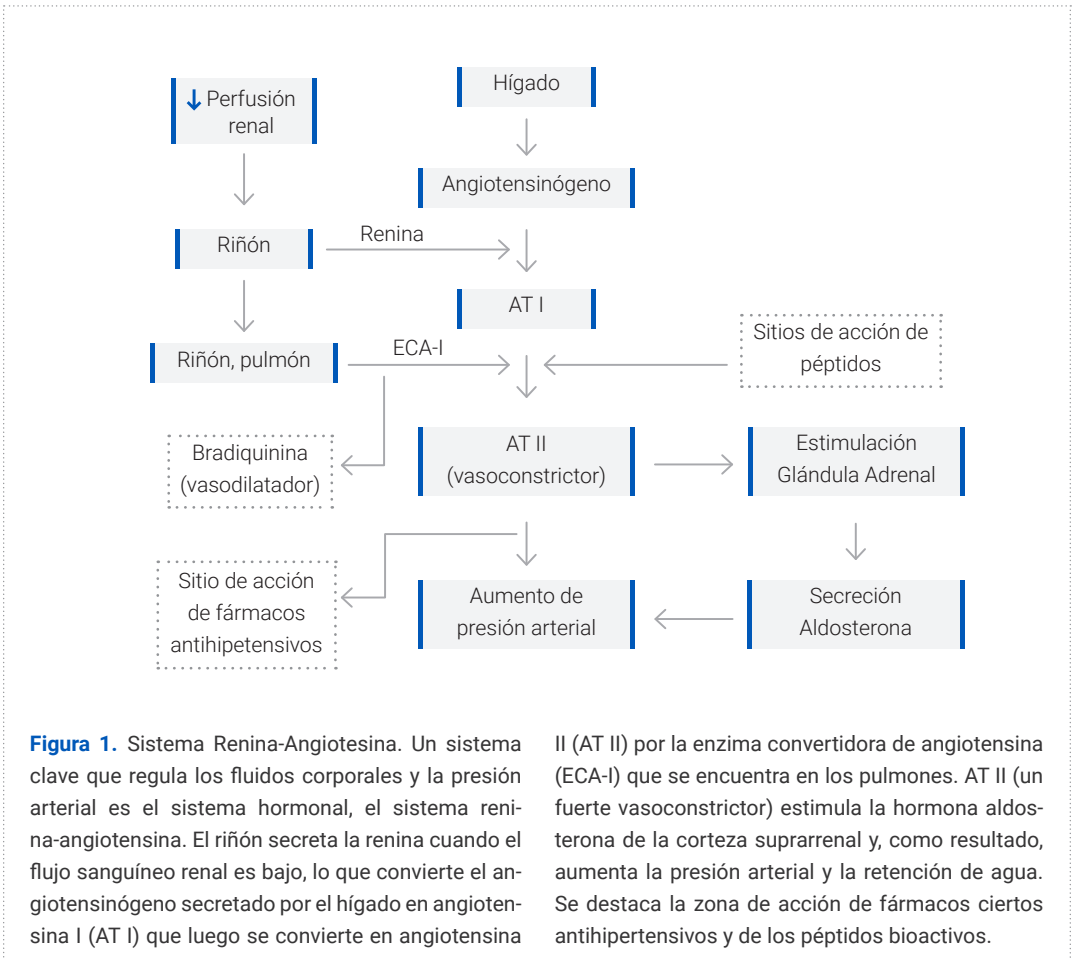 ↓ Perfusión
renal
Hígado
Angiotensinógeno
Riñón
Renina
AT I
Riñón, pulmón
ECA-I
Sitios de acción de
péptidos
Bradiquinina
(vasodilatador)
AT II
(vasoconstrictor)
Estimulación
Glándula Adrenal
Sitio de acción
de fármacos
antihipetensivos
Aumento de
presión arterial
Secreción
Aldosterona
Figura 1. Sistema Renina-Angiotesina. Un sistema
clave que regula los fluidos corporales y la presión
arterial es el sistema hormonal, el sistema reni-
na-angiotensina. El riñón secreta la renina cuando el
flujo sanguíneo renal es bajo, lo que convierte el an-
giotensinógeno secretado por el hígado en angioten-
sina I (AT I) que luego se convierte en angiotensina
II (AT II) por la enzima convertidora de angiotensina
(ECA-I) que se encuentra en los pulmones. AT II (un
fuerte vasoconstrictor) estimula la hormona aldos-
terona de la corteza suprarrenal y, como resultado,
aumenta la presión arterial y la retención de agua.
Se destaca la zona de acción de fármacos ciertos
antihipertensivos y de los péptidos bioactivos.